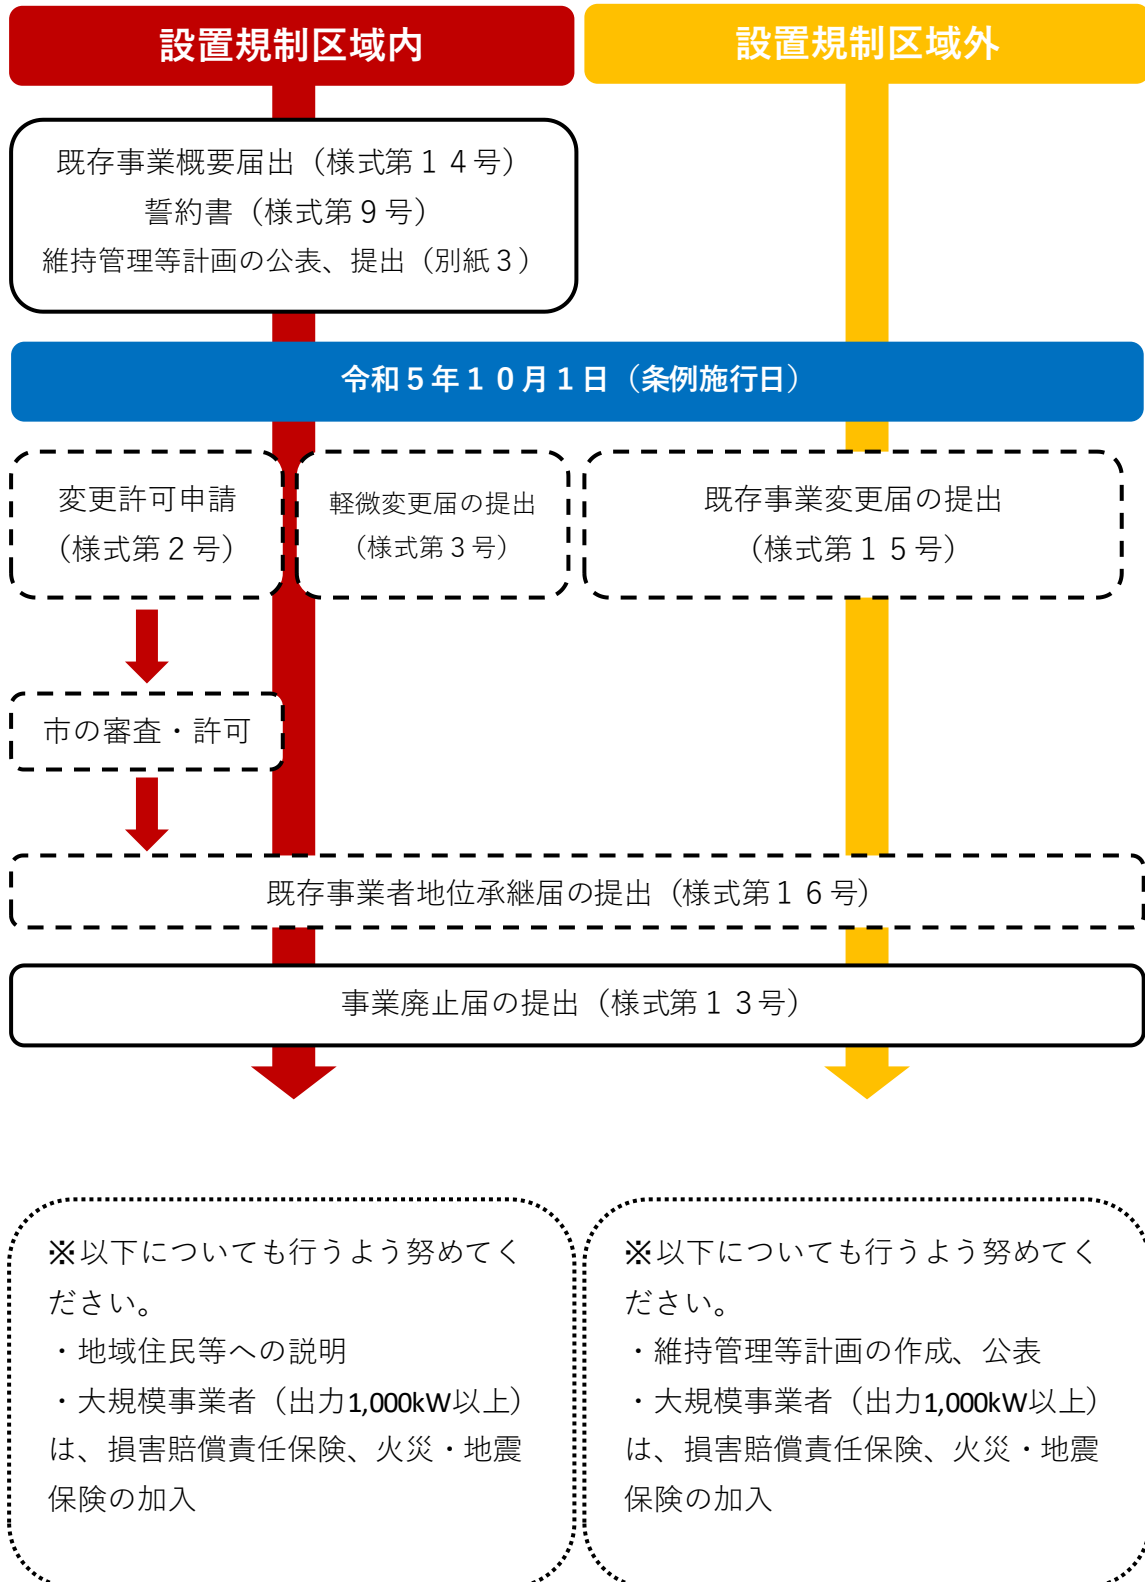 設置規制区域内
設置規制区域外
既存事業概要届出（様式第１４号）
誓約書（様式第９号）
維持管理等計画の公表、提出（別紙３）
令和５年１０月１日（条例施行日）
変更許可申請
（様式第２号）
軽微変更届の提出
（様式第３号）
既存事業変更届の提出
（様式第１５号）
市の審査・許可
既存事業者地位承継届の提出（様式第１６号）
事業廃止届の提出（様式第１３号）
※以下についても行うよう努めてく
ださい。
・地域住民等への説明
・大規模事業者（出力1,000kW以上）
は、損害賠償責任保険、火災・地震
保険の加入
※以下についても行うよう努めてく
ださい。
・維持管理等計画の作成、公表
・大規模事業者（出力1,000kW以上）
は、損害賠償責任保険、火災・地震
保険の加入